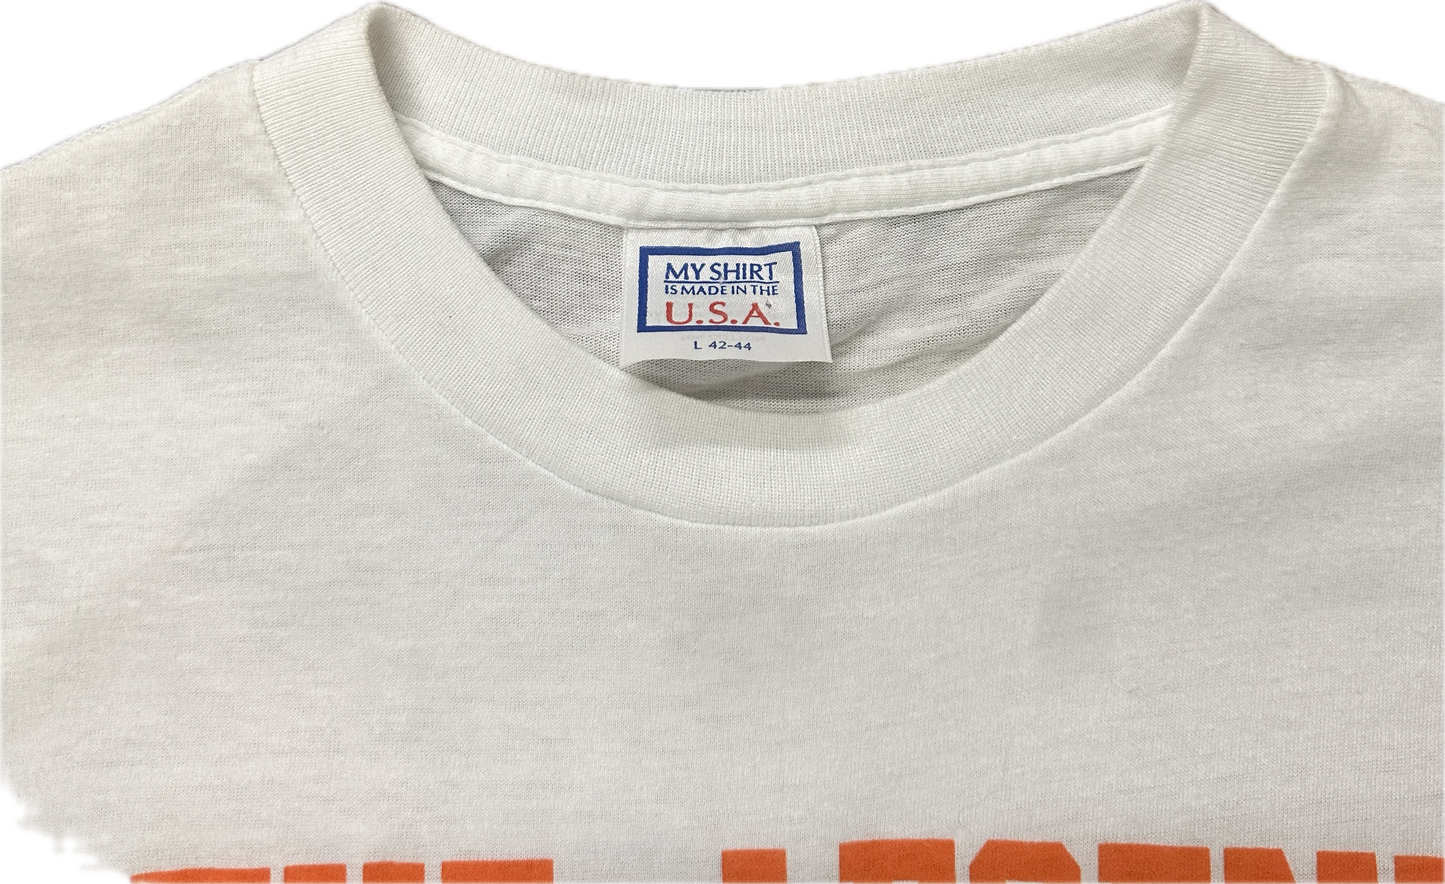 MY SHIRT
IS MADE IN THE
U.S.A.
L 42-44